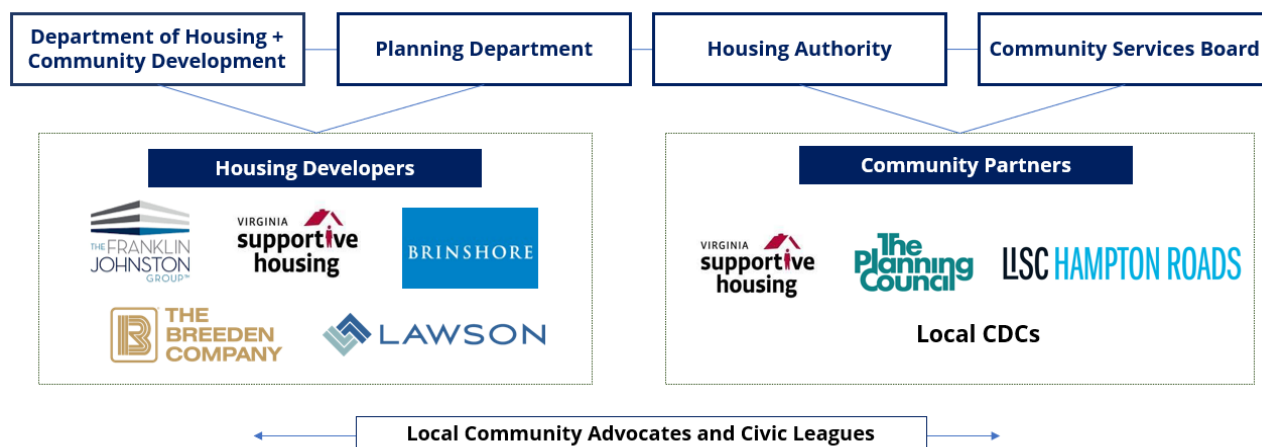 Department of Housing +
Community Development
Planning Department
Housing Authority
Community Services Board
Housing Developers
THE
FRANKLIN
JOHNSTON
GROUP℠
VIRGINIA
supportive
housing
BRINSHORE
THE
BREEDEN
COMPANY
LAWSON
Community Partners
VIRGINIA
supportive
housing
The
Planning
Council
LISC HAMPTON ROADS
Local CDCs
Local Community Advocates and Civic Leagues